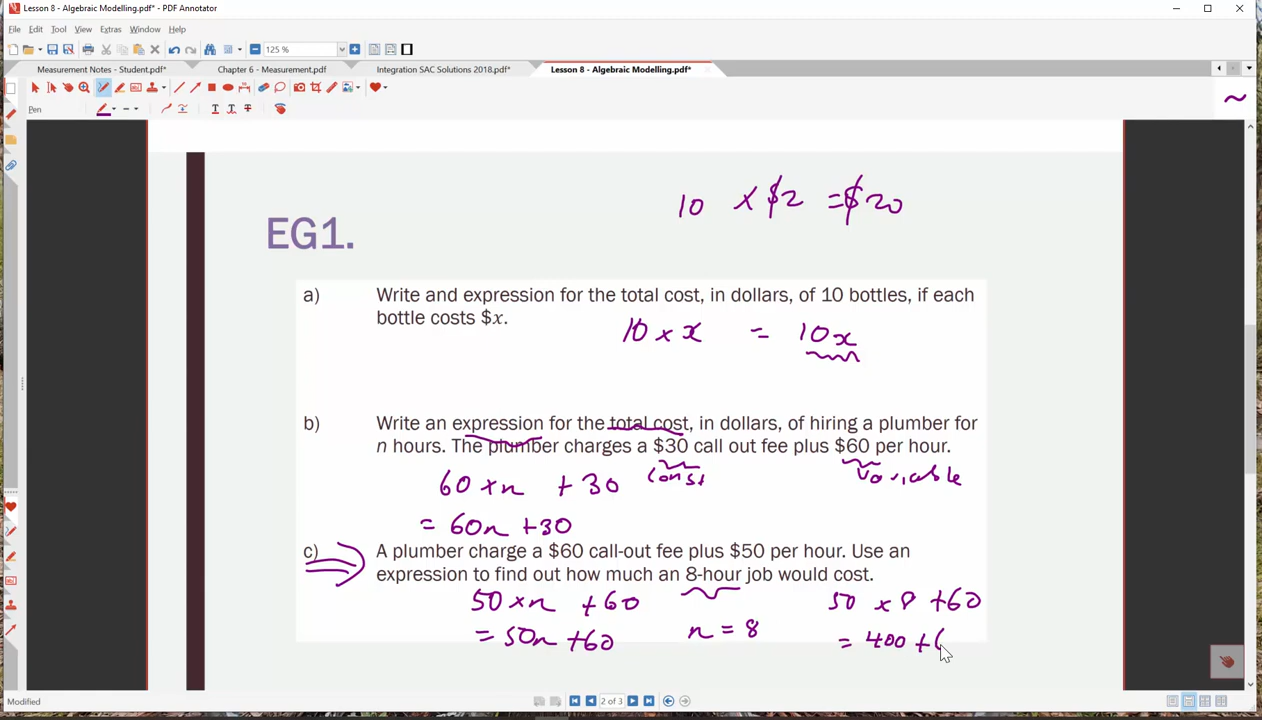 Lesson 8 - Algebraic Modelling.pdf* - PDF Annotator
File Edit Tool View Extras Window Help
125 %
Measurement Notes - Student.pdf* Chapter 6 - Measurement.pdf Integration SAC Solutions 2018.pdf* Lesson 8 - Algebraic Modelling.pdf*
Pen
~
10 × $2 = $20
EG1.
a) Write and expression for the total cost, in dollars, of 10 bottles, if each
bottle costs $x.
10 × x = 10x
b) Write an expression for the total cost, in dollars, of hiring a plumber for
n hours. The plumber charges a $30 call out fee plus $60 per hour.
60 × n + 30 const variable
= 60n + 30
c) A plumber charge a $60 call-out fee plus $50 per hour. Use an
expression to find out how much an 8-hour job would cost.
50 × n + 60 50 × 8 + 60
= 50n + 60 n = 8 = 400 + 6
Modified 2 of 3